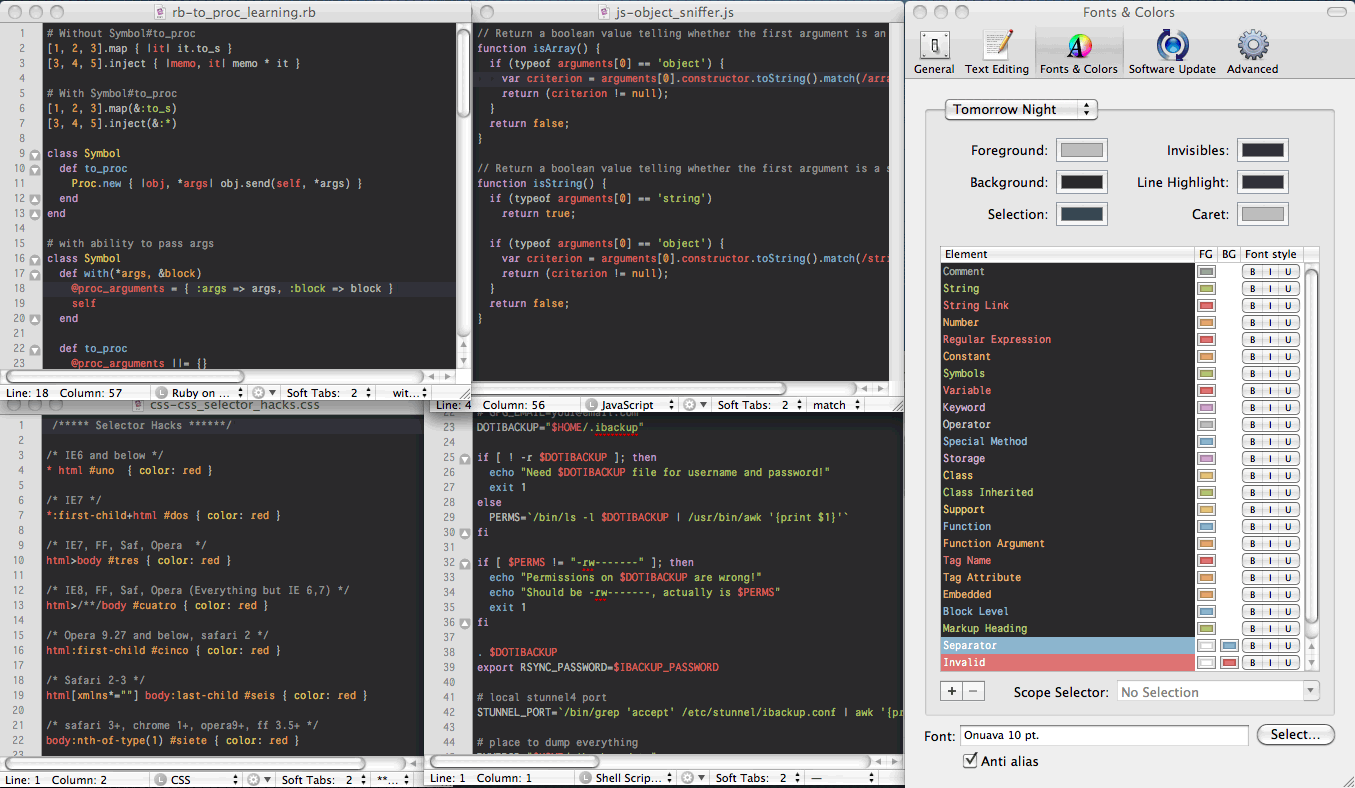 rb-to_proc_learning.rb
1 # Without Symbol#to_proc
2 [1, 2, 3].map { |it| it.to_s }
3 [3, 4, 5].inject { |memo, it| memo * it }
4
5 # With Symbol#to_proc
6 [1, 2, 3].map(&:to_s)
7 [3, 4, 5].inject(&:*)
8
9 class Symbol
10 def to_proc
11 Proc.new { |obj, *args| obj.send(self, *args) }
12 end
13 end
14
15 # with ability to pass args
16 class Symbol
17 def with(*args, &block)
18 @proc_arguments = { :args => args, :block => block }
19 self
20 end
21
22 def to_proc
23 @proc_arguments ||= {}
Line: 18 Column: 57 L Ruby on ... Soft Tabs: 2 wit...
js-object_sniffer.js
// Return a boolean value telling whether the first argument is an
function isArray() {
if (typeof arguments[0] == 'object') {
var criterion = arguments[0].constructor.toString().match(/arra
return (criterion != null);
}
return false;
}
// Return a boolean value telling whether the first argument is a s
function isString() {
if (typeof arguments[0] == 'string')
return true;
if (typeof arguments[0] == 'object') {
var criterion = arguments[0].constructor.toString().match(/stri
return (criterion != null);
}
return false;
}
Line: 4 Column: 56 L JavaScript Soft Tabs: 2 match
css-css_selector_hacks.css
1 /***** Selector Hacks ******/
2
3 /* IE6 and below */
4 * html #uno { color: red }
5
6 /* IE7 */
7 *:first-child+html #dos { color: red }
8
9 /* IE7, FF, Saf, Opera */
10 html>body #tres { color: red }
11
12 /* IE8, FF, Saf, Opera (Everything but IE 6,7) */
13 html>/**/body #cuatro { color: red }
14
15 /* Opera 9.27 and below, safari 2 */
16 html:first-child #cinco { color: red }
17
18 /* Safari 2-3 */
19 html[xmlns*=""] body:last-child #seis { color: red }
20
21 /* safari 3+, chrome 1+, opera9+, ff 3.5+ */
22 body:nth-of-type(1) #siete { color: red }
23
Line: 1 Column: 2 L CSS Soft Tabs: 2 **...
22 # GPG_EMAIL=your@email.com
23 DOTIBACKUP="$HOME/.ibackup"
24
25 if [ ! -r $DOTIBACKUP ]; then
26 echo "Need $DOTIBACKUP file for username and password!"
27 exit 1
28 else
29 PERMS=`/bin/ls -l $DOTIBACKUP | /usr/bin/awk '{print $1}'`
30 fi
31
32 if [ $PERMS != "-rw-------" ]; then
33 echo "Permissions on $DOTIBACKUP are wrong!"
34 echo "Should be -rw-------, actually is $PERMS"
35 exit 1
36 fi
37
38 . $DOTIBACKUP
39 export RSYNC_PASSWORD=$IBACKUP_PASSWORD
40
41 # local stunnel4 port
42 STUNNEL_PORT=`/bin/grep 'accept' /etc/stunnel/ibackup.conf | awk '{pr
43
44 # place to dump everything
Line: 1 Column: 1 L Shell Scrip... Soft Tabs: 2 —
Fonts & Colors
General Text Editing Fonts & Colors Software Update Advanced
Tomorrow Night
Foreground: Invisibles:
Background: Line Highlight:
Selection: Caret:
Element FG BG Font style
Comment B I U
String B I U
String Link B I U
Number B I U
Regular Expression B I U
Constant B I U
Symbols B I U
Variable B I U
Keyword B I U
Operator B I U
Special Method B I U
Storage B I U
Class B I U
Class Inherited B I U
Support B I U
Function B I U
Function Argument B I U
Tag Name B I U
Tag Attribute B I U
Embedded B I U
Block Level B I U
Markup Heading B I U
Separator B I U
Invalid B I U
+ − Scope Selector: No Selection
Font: Onuava 10 pt. Select...
Anti alias